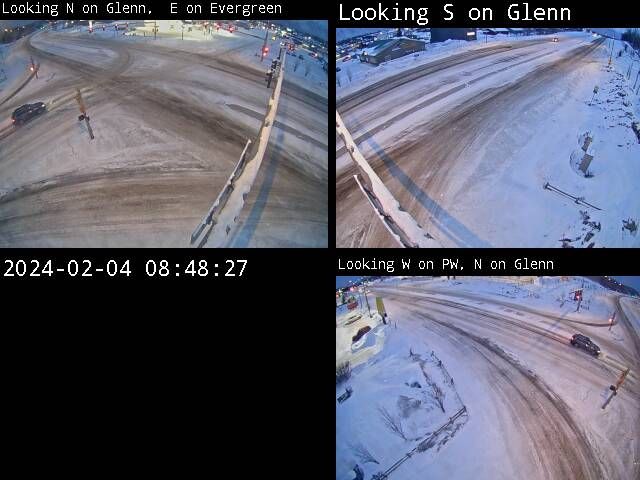 Looking N on Glenn,  E on Evergreen
Looking S on Glenn
2024-02-04 08:48:27
Looking W on PW, N on Glenn